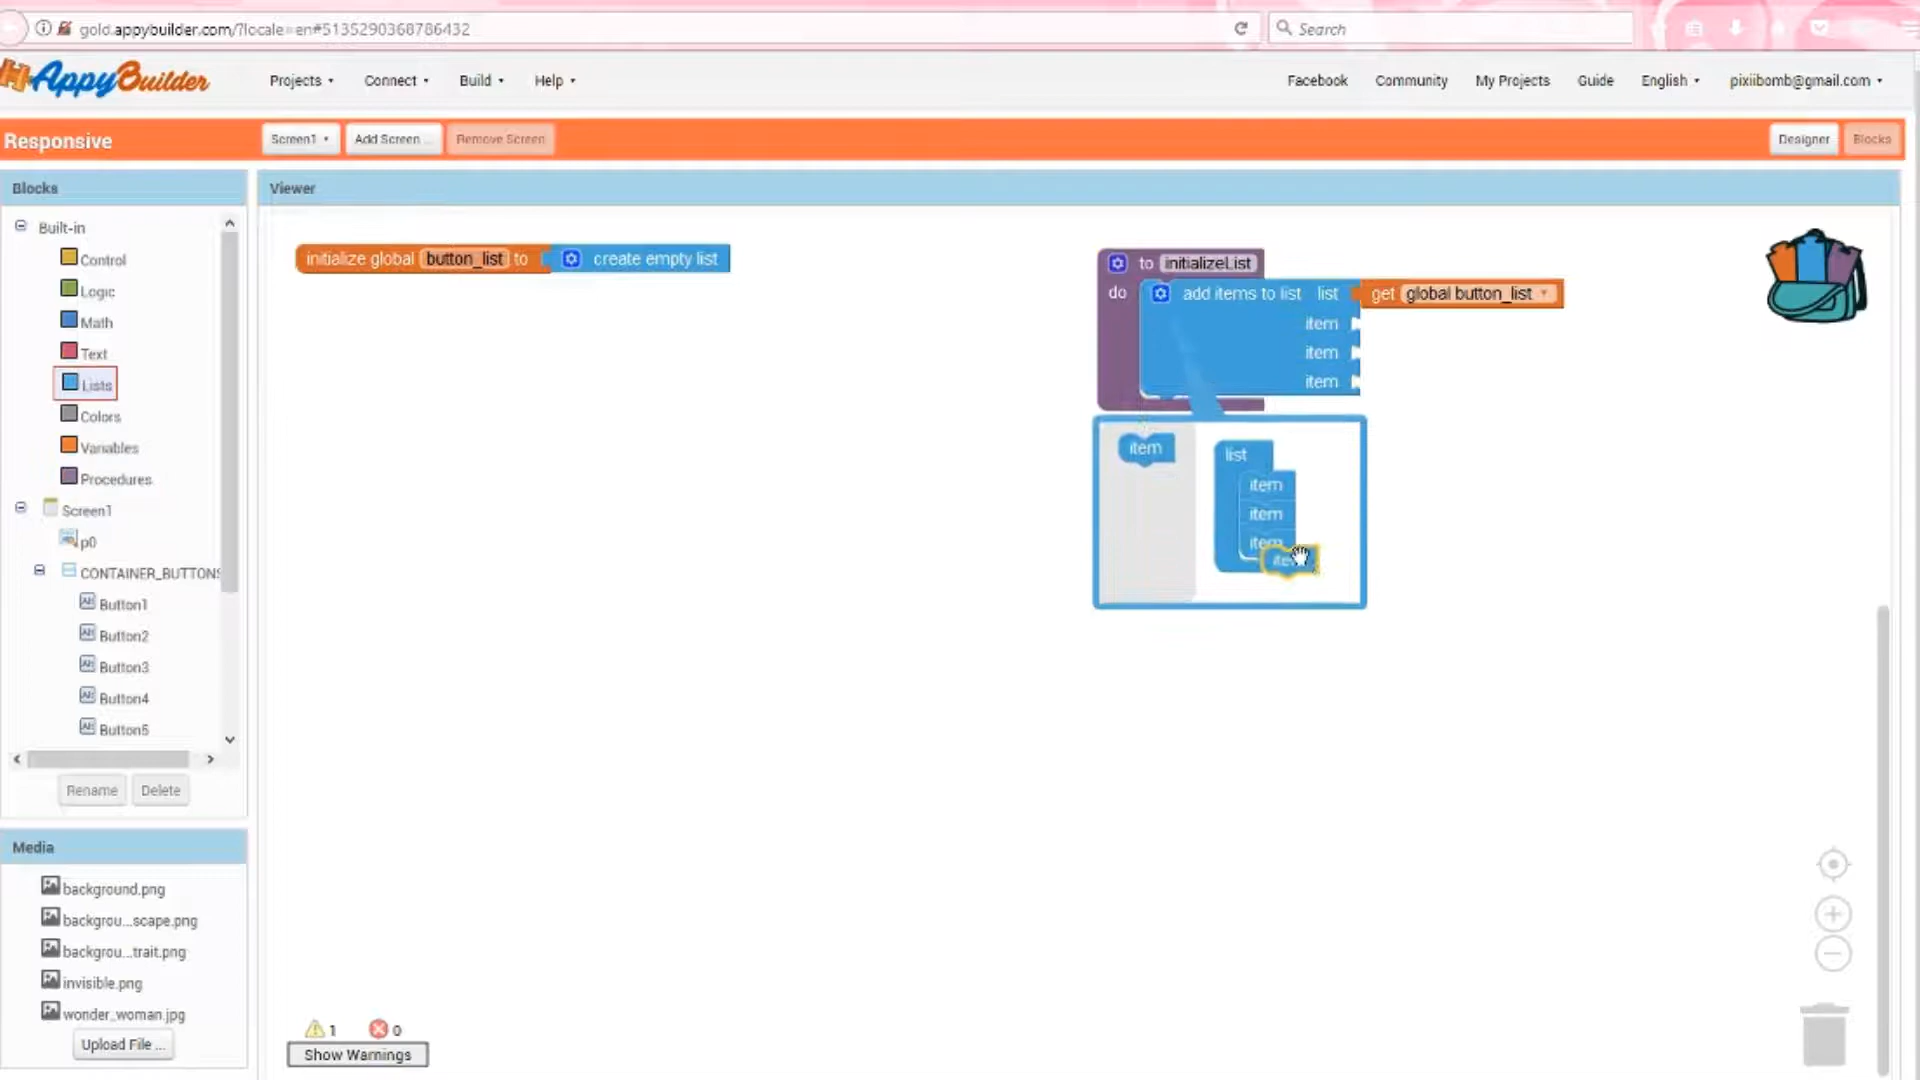 gold.appybuilder.com/?locale=en#5135290368786432
Search
AppyBuilder
Projects
Connect
Build
Help
Facebook
Community
My Projects
Guide
English
pixiibomb@gmail.com
Responsive
Screen1
Add Screen ...
Remove Screen
Designer
Blocks
Blocks
Viewer
Built-in
Control
Logic
Math
Text
Lists
Colors
Variables
Procedures
Screen1
p0
CONTAINER_BUTTONS
Button1
Button2
Button3
Button4
Button5
Rename
Delete
Media
background.png
backgrou...scape.png
backgrou...trait.png
invisible.png
wonder_woman.jpg
Upload File ...
initialize global button_list to create empty list
to initializeList
do add items to list list get global button_list
item
item
item
item
list
item
item
item
item
1
0
Show Warnings